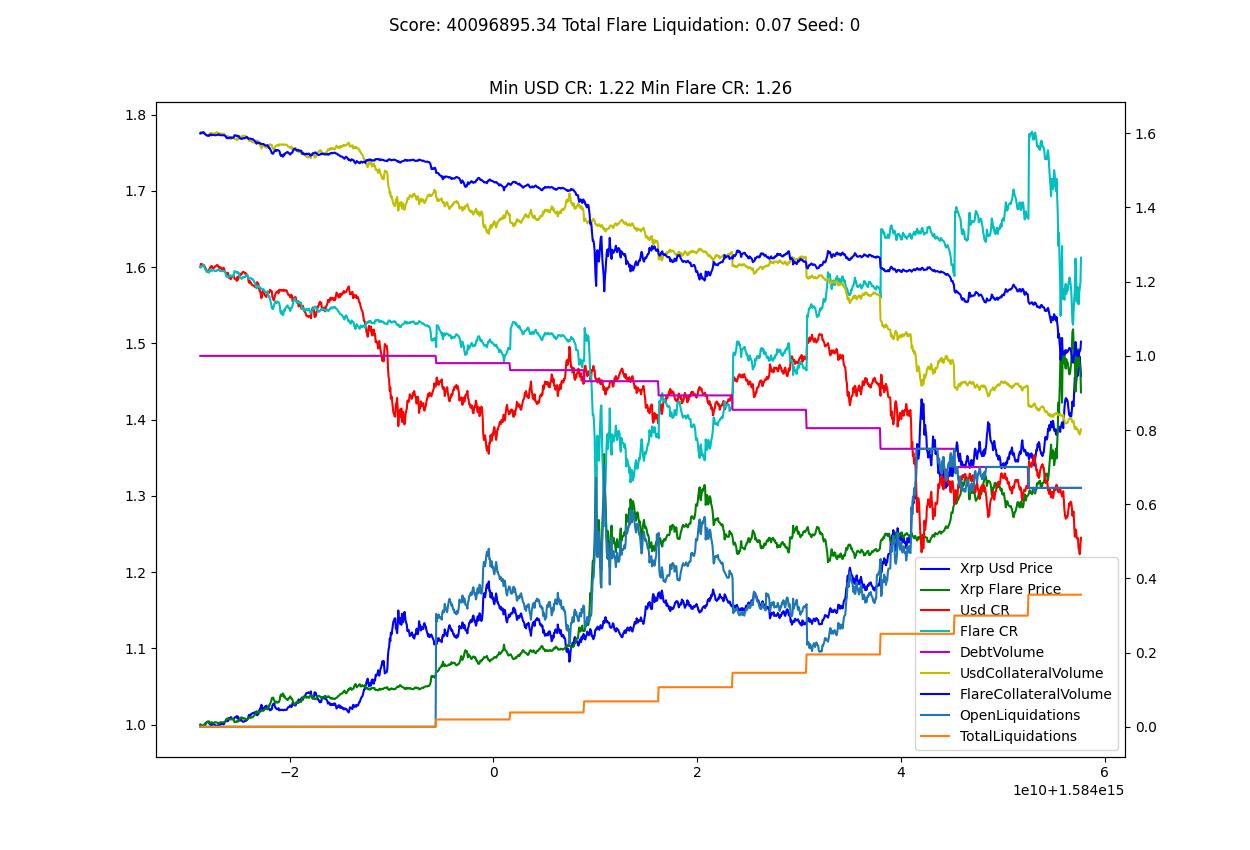 Score: 40096895.34 Total Flare Liquidation: 0.07 Seed: 0
Min USD CR: 1.22 Min Flare CR: 1.26
1.8
1.7
1.6
1.5
1.4
1.3
1.2
1.1
1.0
1.6
1.4
1.2
1.0
0.8
0.6
0.4
0.2
0.0
Xrp Usd Price
Xrp Flare Price
Usd CR
Flare CR
DebtVolume
UsdCollateralVolume
FlareCollateralVolume
OpenLiquidations
TotalLiquidations
−2 0 2 4 6
1e10+1.584e15